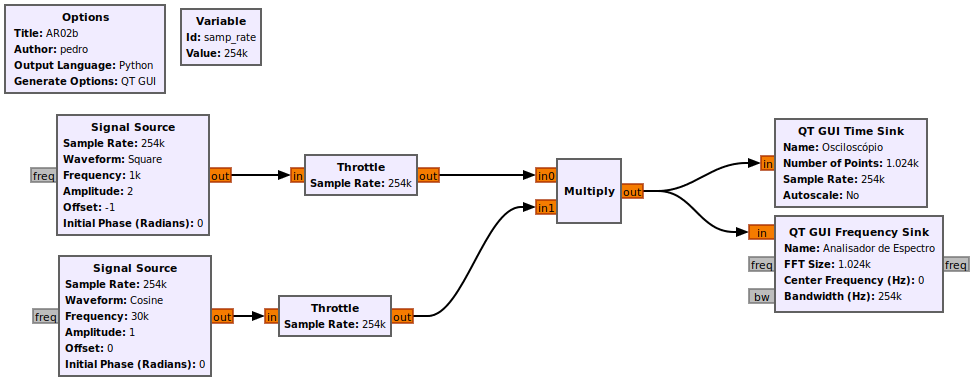 Options
Title: AR02b
Author: pedro
Output Language: Python
Generate Options: QT GUI
Variable
Id: samp_rate
Value: 254k
Signal Source
Sample Rate: 254k
Waveform: Square
Frequency: 1k
Amplitude: 2
Offset: -1
Initial Phase (Radians): 0
freq
out
in
Throttle
Sample Rate: 254k
out
Signal Source
Sample Rate: 254k
Waveform: Cosine
Frequency: 30k
Amplitude: 1
Offset: 0
Initial Phase (Radians): 0
freq
out
in
Throttle
Sample Rate: 254k
out
in0
in1
Multiply
out
in
QT GUI Time Sink
Name: Osciloscópio
Number of Points: 1.024k
Sample Rate: 254k
Autoscale: No
in
freq
bw
QT GUI Frequency Sink
Name: Analisador de Espectro
FFT Size: 1.024k
Center Frequency (Hz): 0
Bandwidth (Hz): 254k
freq